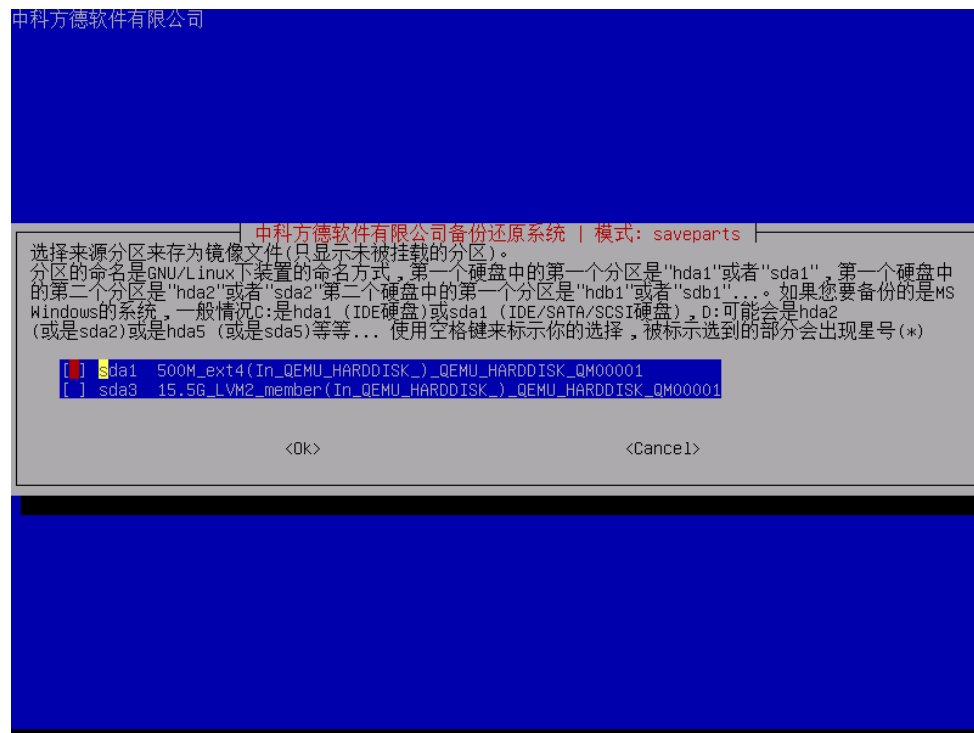 中科方德软件有限公司
中科方德软件有限公司备份还原系统 | 模式: saveparts
选择来源分区来存为镜像文件(只显示未被挂载的分区)。
分区的命名是GNU/Linux下装置的命名方式，第一个硬盘中的第一个分区是"hda1"或者"sda1"，第一个硬盘中
的第二个分区是"hda2"或者"sda2"第二个硬盘中的第一个分区是"hdb1"或者"sdb1"...。如果您要备份的是MS
Windows的系统，一般情况C:是hda1 (IDE硬盘)或sda1 (IDE/SATA/SCSI硬盘)，D:可能会是hda2
(或是sda2)或是hda5 (或是sda5)等等... 使用空格键来标示你的选择，被标示选到的部分会出现星号(*)
[ ] sda1 500M_ext4(In_QEMU_HARDDISK_)_QEMU_HARDDISK_QM00001
[ ] sda3 15.5G_LVM2_member(In_QEMU_HARDDISK_)_QEMU_HARDDISK_QM00001
<Ok> <Cancel>